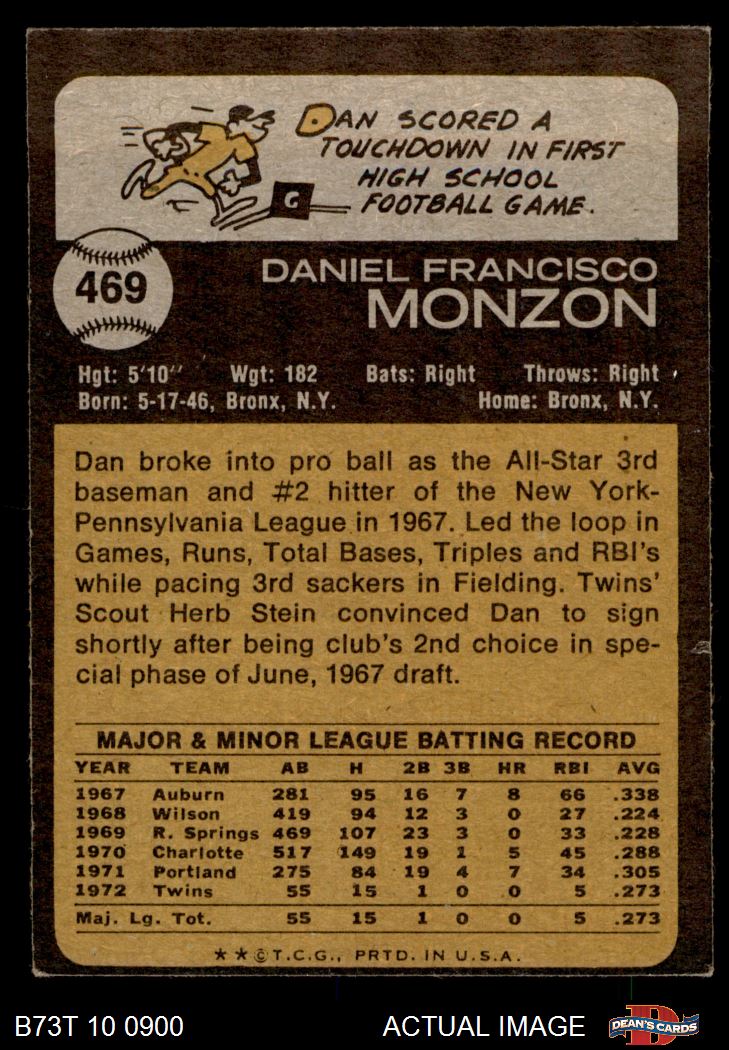 DAN SCORED A
TOUCHDOWN IN FIRST
HIGH SCHOOL
FOOTBALL GAME.
G
469
DANIEL FRANCISCO
MONZON
Hgt: 5'10" Wgt: 182 Bats: Right Throws: Right
Born: 5-17-46, Bronx, N.Y. Home: Bronx, N.Y.
Dan broke into pro ball as the All-Star 3rd
baseman and #2 hitter of the New York-
Pennsylvania League in 1967. Led the loop in
Games, Runs, Total Bases, Triples and RBI's
while pacing 3rd sackers in Fielding. Twins'
Scout Herb Stein convinced Dan to sign
shortly after being club's 2nd choice in spe-
cial phase of June, 1967 draft.
MAJOR & MINOR LEAGUE BATTING RECORD
YEAR TEAM AB H 2B 3B HR RBI AVG
1967 Auburn 281 95 16 7 8 66 .338
1968 Wilson 419 94 12 3 0 27 .224
1969 R. Springs 469 107 23 3 0 33 .228
1970 Charlotte 517 149 19 1 5 45 .288
1971 Portland 275 84 19 4 7 34 .305
1972 Twins 55 15 1 0 0 5 .273
Maj. Lg. Tot. 55 15 1 0 0 5 .273
★★©T.C.G., PRTD. IN U.S.A.
B73T 10 0900 ACTUAL IMAGE D DEAN'S CARDS